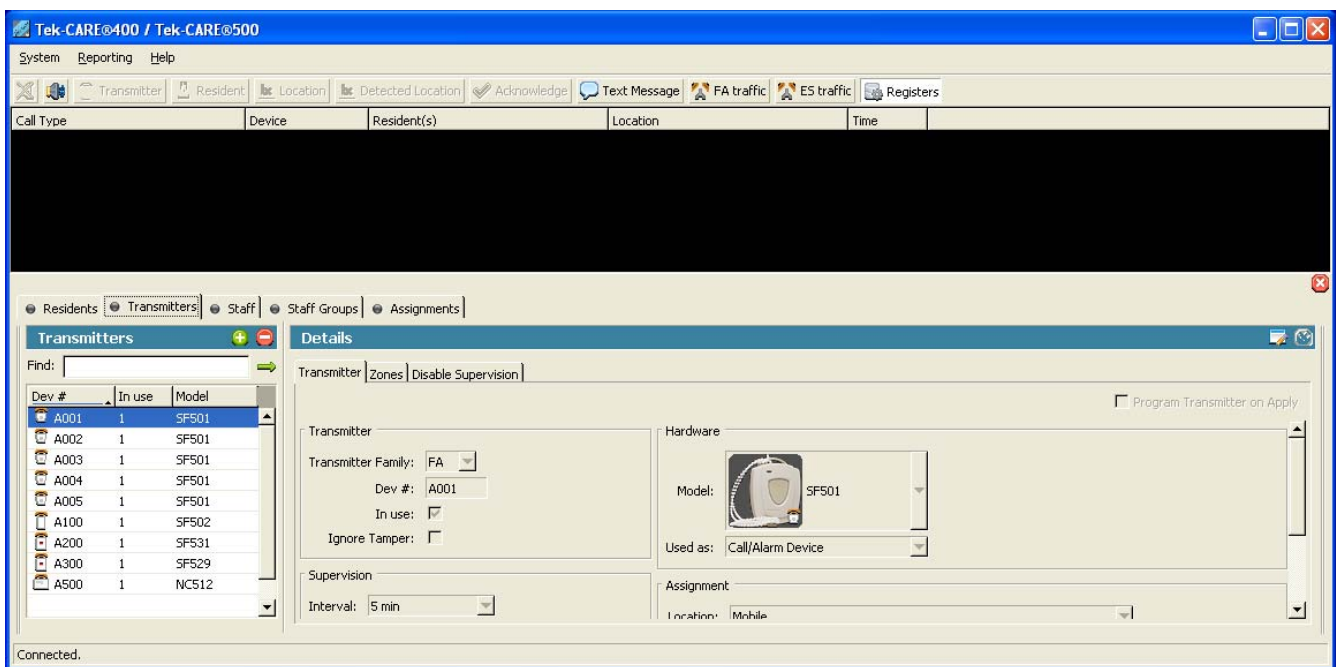 Tek-CARE®400 / Tek-CARE®500
System Reporting Help
Transmitter Resident Location Detected Location Acknowledge Text Message FA traffic ES traffic Registers
Call Type Device Resident(s) Location Time
Residents Transmitters Staff Staff Groups Assignments
Transmitters Details
Find:
Transmitter Zones Disable Supervision
Dev # In use Model
Program Transmitter on Apply
A001 1 SF501
A002 1 SF501
A003 1 SF501
A004 1 SF501
A005 1 SF501
A100 1 SF502
A200 1 SF531
A300 1 SF529
A500 1 NC512
Transmitter
Transmitter Family: FA
Dev #: A001
In use:
Ignore Tamper:
Supervision
Interval: 5 min
Hardware
Model: SF501
Used as: Call/Alarm Device
Assignment
Location: Mobile
Connected.